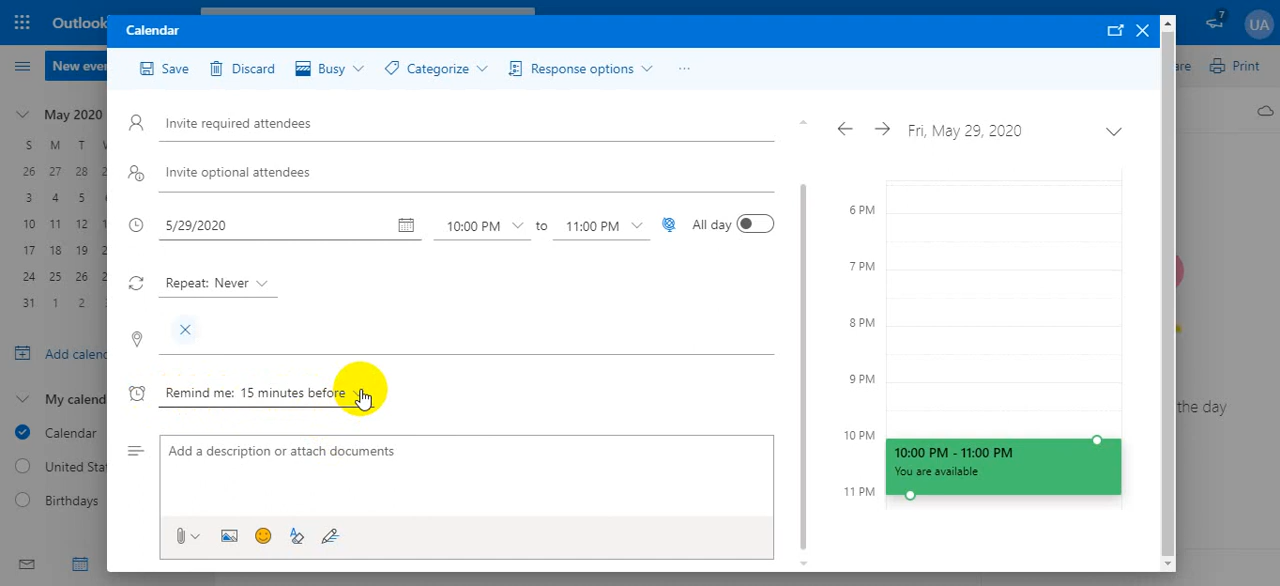 Outlook
7
UA
Calendar
New even
Save
Discard
Busy
Categorize
Response options
...
are
Print
May 2020
S M T W
26 27 28
3 4 5
10 11 12
17 18 19
24 25 26
31 1 2
Add calend
My calend
Calendar
United Stat
Birthdays
Invite required attendees
Invite optional attendees
5/29/2020
10:00 PM
to
11:00 PM
All day
Repeat: Never
Remind me: 15 minutes before
Add a description or attach documents
Fri, May 29, 2020
6 PM
7 PM
8 PM
9 PM
10 PM
10:00 PM - 11:00 PM
You are available
11 PM
the day